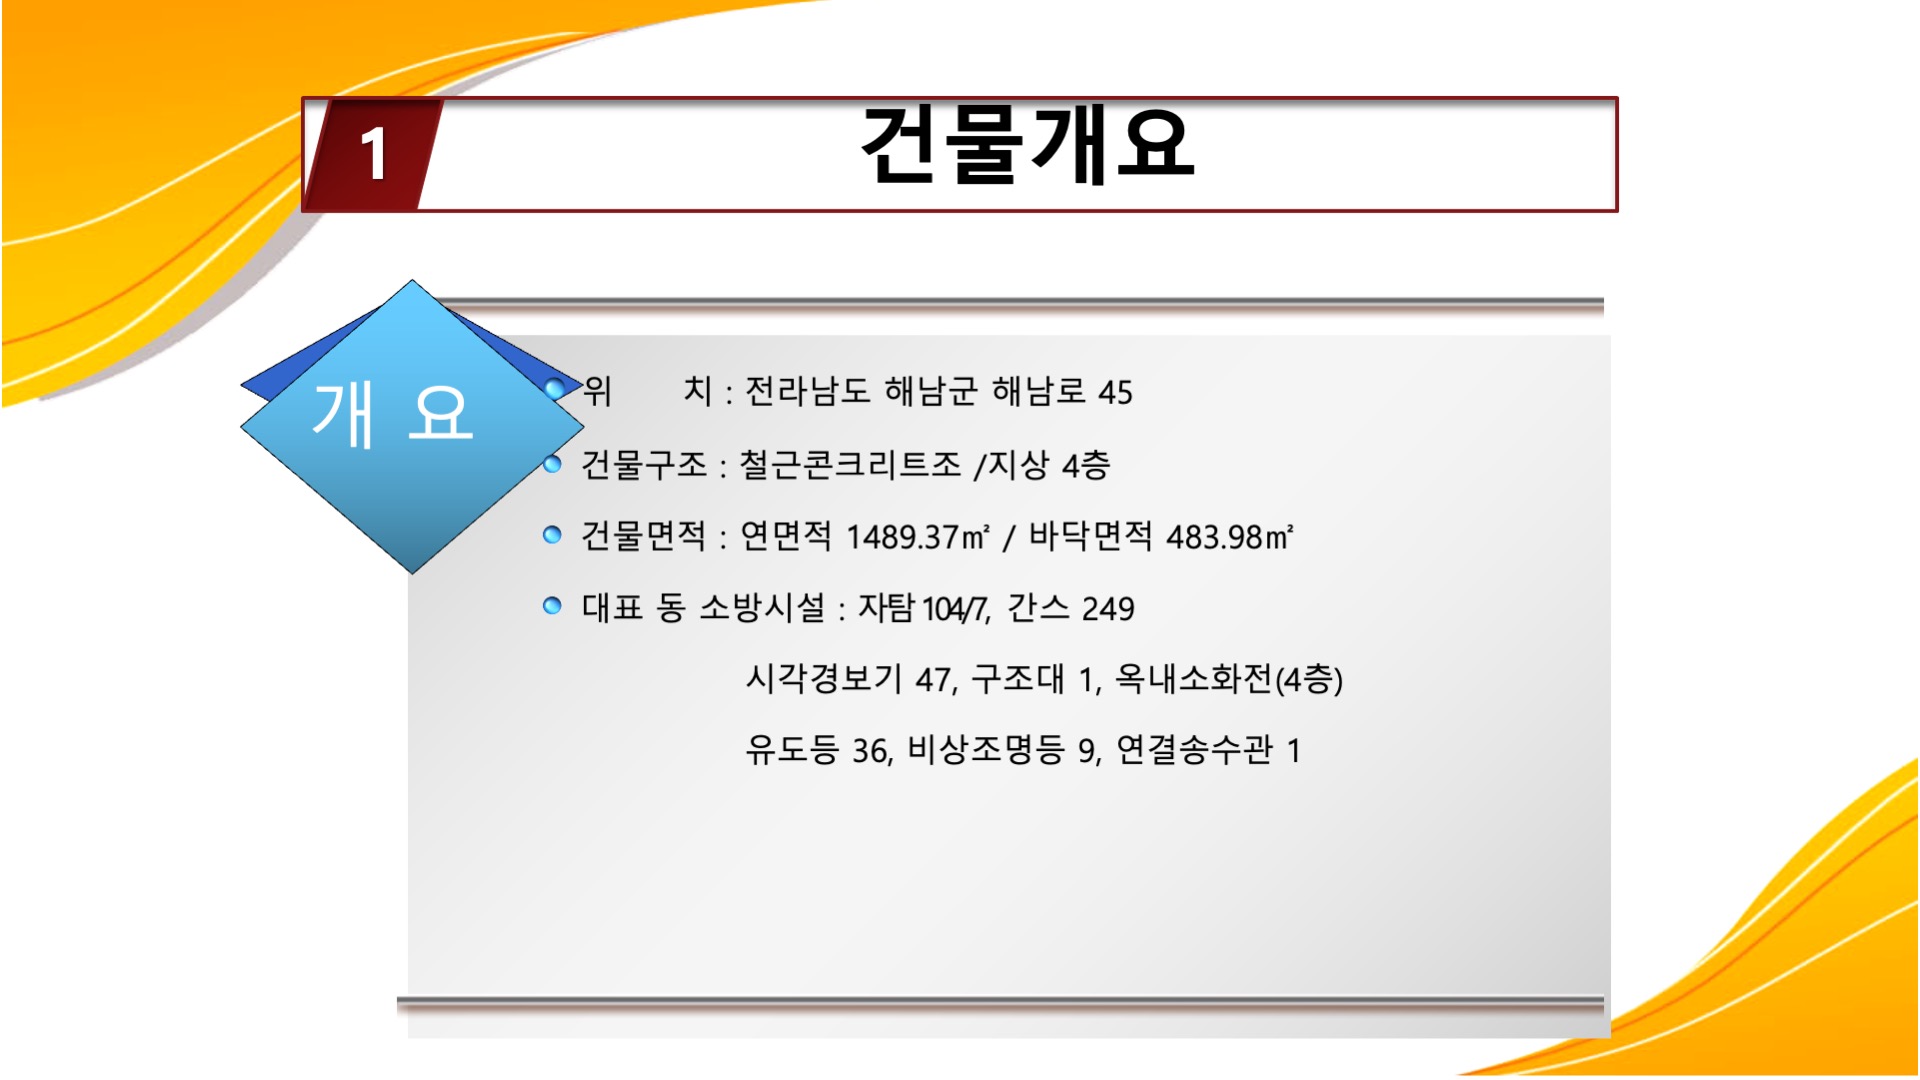 1
건물개요
개 요
위 치 : 전라남도 해남군 해남로 45
건물구조 : 철근콘크리트조 /지상 4층
건물면적 : 연면적 1489.37㎡ / 바닥면적 483.98㎡
대표 동 소방시설 : 자탐 104/7, 간스 249
시각경보기 47, 구조대 1, 옥내소화전(4층)
유도등 36, 비상조명등 9, 연결송수관 1